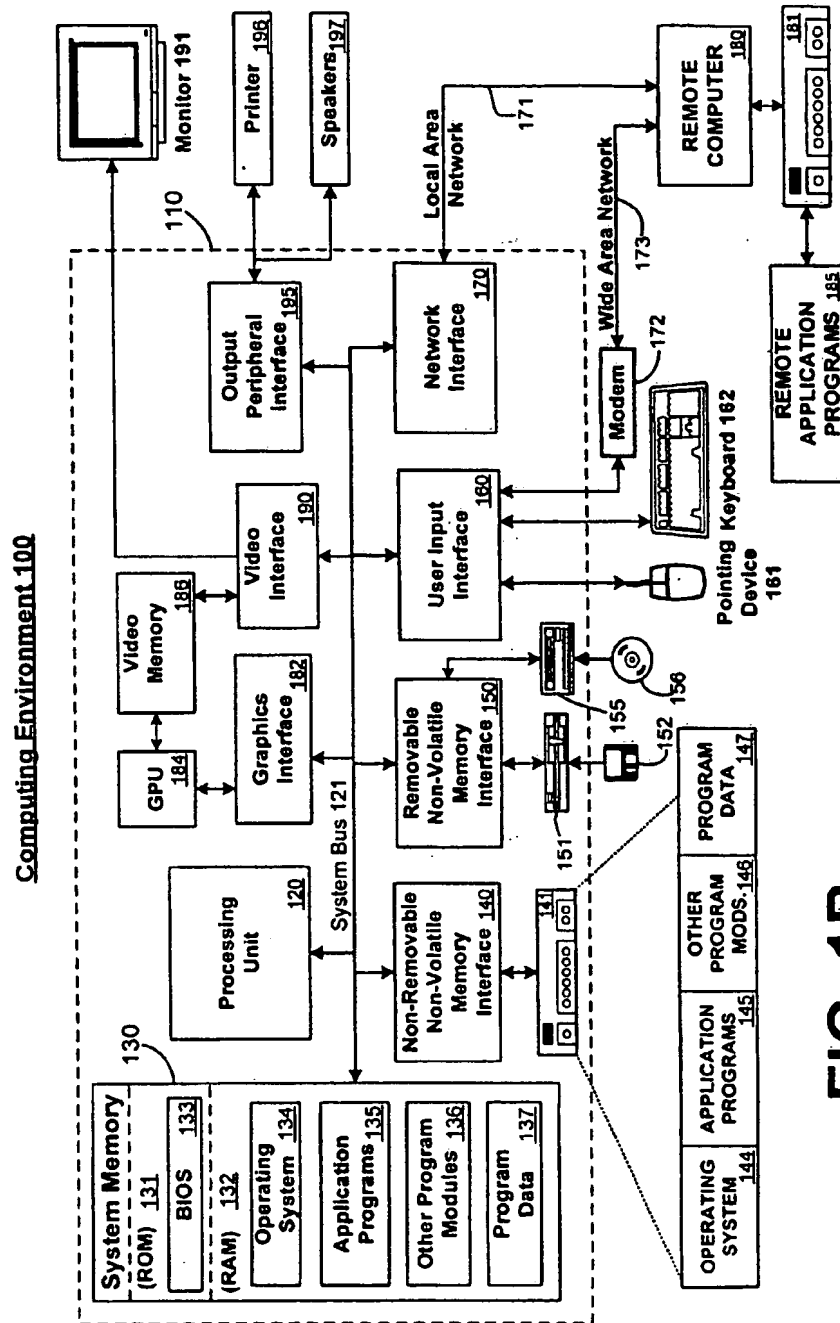 Computing Environment 100
System Memory
(ROM) 131
BIOS 133
(RAM) 132
Operating
System 134
Application
Programs 135
Other Program
Modules 136
Program
Data 137
130
Processing
Unit
120
System Bus 121
GPU
184
Video
Memory
186
Graphics
Interface
182
Video
Interface
190
Output
Peripheral
Interface
195
110
Monitor 191
Printer 196
Speakers 197
Non-Removable
Non-Volatile
Memory
Interface 140
Removable
Non-Volatile
Memory
Interface 150
User Input
Interface
160
Network
Interface
170
Local Area
Network
171
Wide Area Network
173
Modem
172
141
151
152
155
156
Pointing
Device
161
Keyboard 162
REMOTE
COMPUTER
180
181
REMOTE
APPLICATION
PROGRAMS 185
OPERATING
SYSTEM 144
APPLICATION
PROGRAMS 145
OTHER
PROGRAM
MODS. 146
PROGRAM
DATA 147